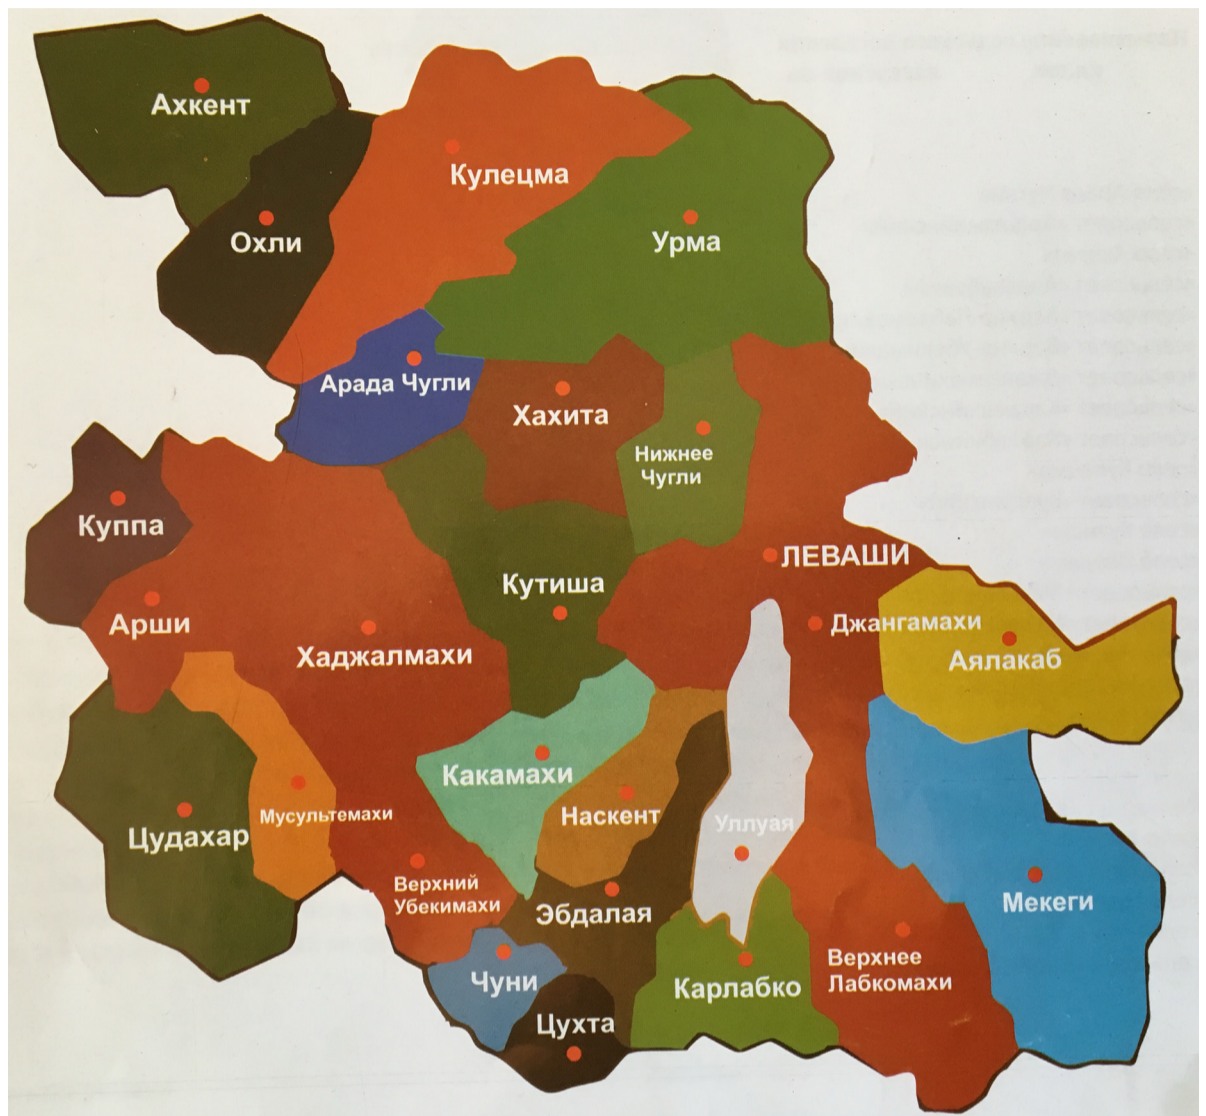 Ахкент
Кулецма
Охли
Урма
Арада Чугли
Хахита
Нижнее
Чугли
Куппа
ЛЕВАШИ
Кутиша
Арши
Джангамахи
Хаджалмахи
Аялакаб
Какамахи
Мусультемахи
Наскент
Уллуая
Цудахар
Верхний
Убекимахи
Эбдалая
Мекеги
Верхнее
Лабкомахи
Чуни
Карлабко
Цухта